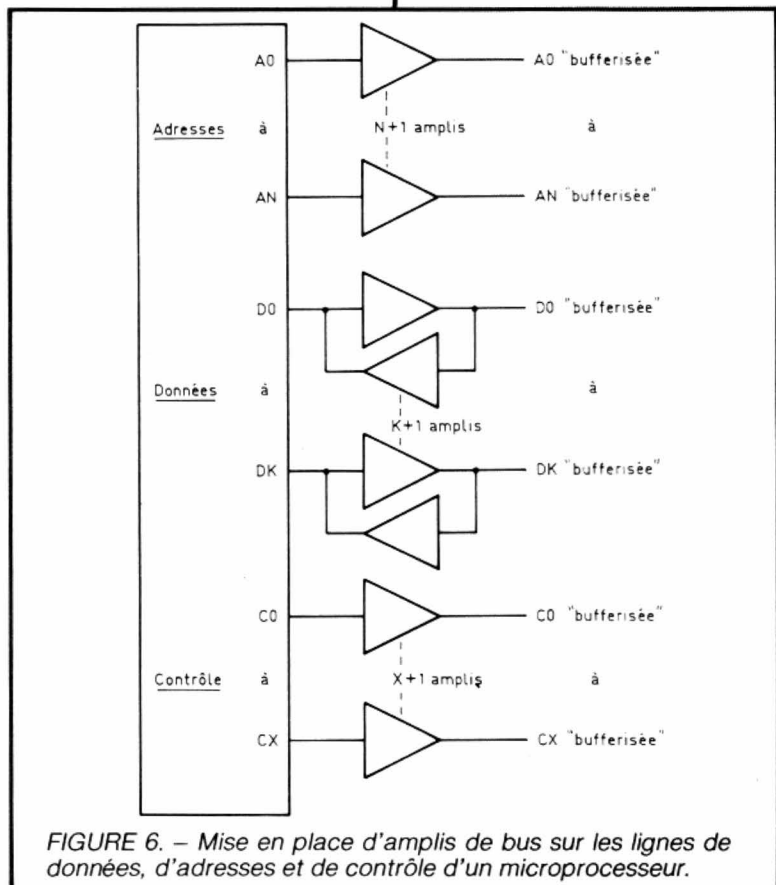 A0 A0 "bufferisée"
Adresses à N+1 amplis à
AN AN "bufferisée"
D0 D0 "bufferisée"
Données à à
K+1 amplis
DK DK "bufferisée"
C0 C0 "bufferisée"
Contrôle à X+1 amplis à
CX CX "bufferisée"
FIGURE 6. – Mise en place d'amplis de bus sur les lignes de
données, d'adresses et de contrôle d'un microprocesseur.